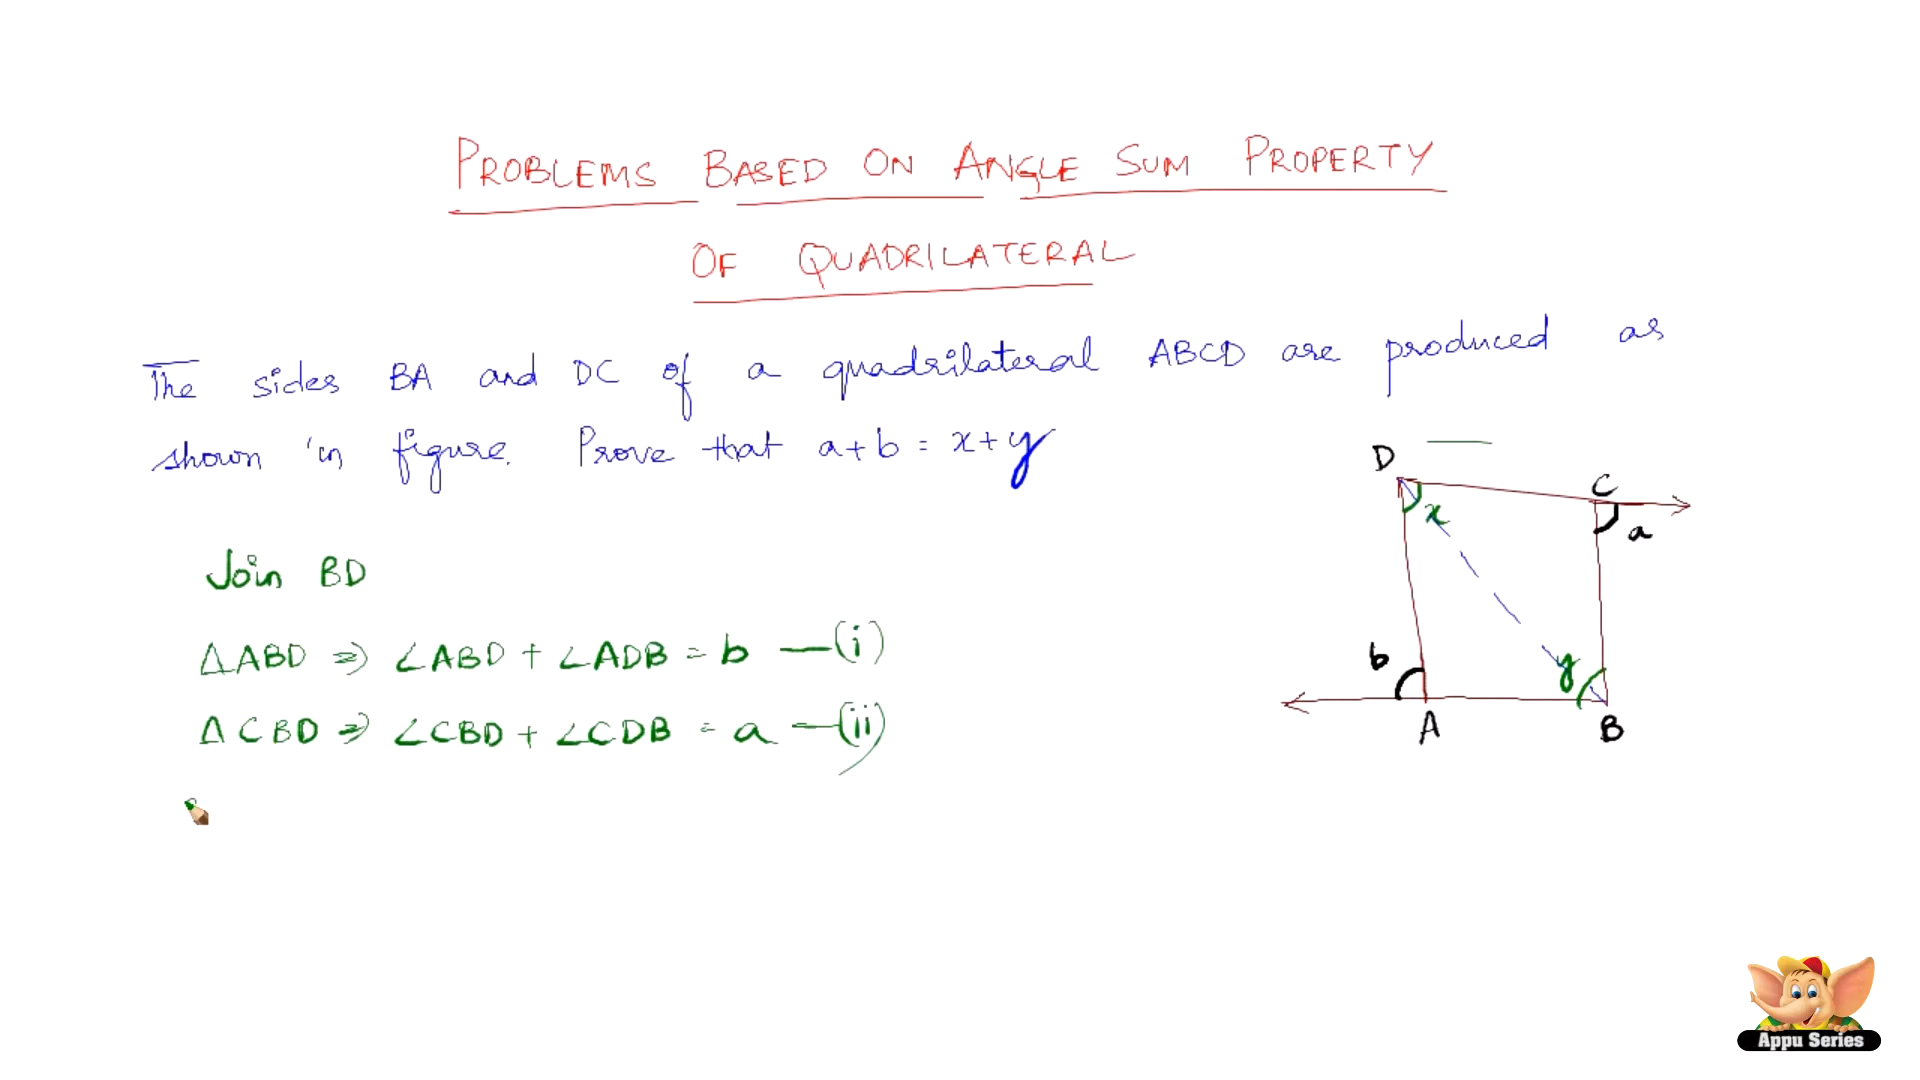 PROBLEMS BASED ON ANGLE SUM PROPERTY
OF QUADRILATERAL
The sides BA and DC of a quadrilateral ABCD are produced as
shown in figure. Prove that a+b = x+y
Join BD
ΔABD ⇒ ∠ABD + ∠ADB = b —(i)
ΔCBD ⇒ ∠CBD + ∠CDB = a —(ii)
D
C
x
a
b
y
A
B
Appu Series